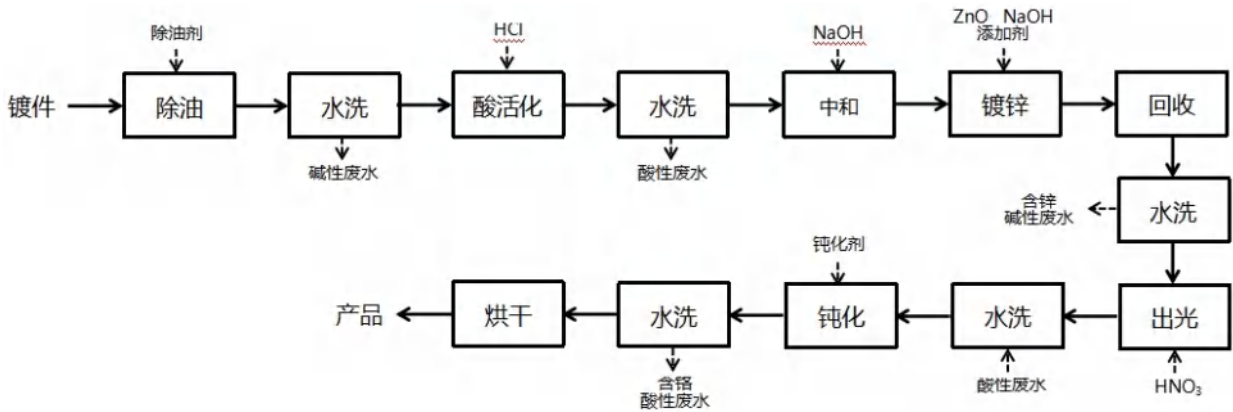 除油剂
HCl
NaOH
ZnO NaOH
添加剂
镀件
除油
水洗
酸活化
水洗
中和
镀锌
回收
碱性废水
酸性废水
含锌
碱性废水
水洗
钝化剂
产品
烘干
水洗
钝化
水洗
出光
含铬
酸性废水
酸性废水
HNO₃